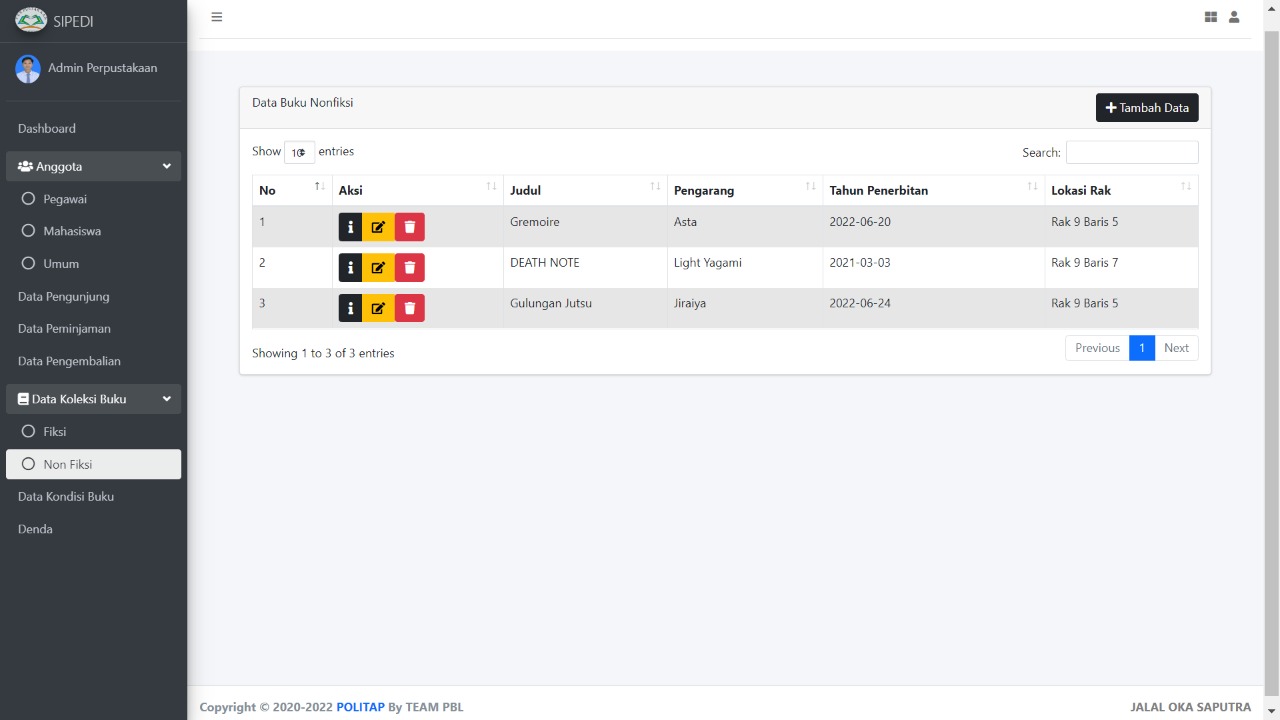 SIPEDI
Admin Perpustakaan
Dashboard
Anggota
Pegawai
Mahasiswa
Umum
Data Pengunjung
Data Peminjaman
Data Pengembalian
Data Koleksi Buku
Fiksi
Non Fiksi
Data Kondisi Buku
Denda
Data Buku Nonfiksi
Tambah Data
Show 10 entries
Search:
No Aksi Judul Pengarang Tahun Penerbitan Lokasi Rak
1 Gremoire Asta 2022-06-20 Rak 9 Baris 5
2 DEATH NOTE Light Yagami 2021-03-03 Rak 9 Baris 7
3 Gulungan Jutsu Jiraiya 2022-06-24 Rak 9 Baris 5
Showing 1 to 3 of 3 entries
Previous 1 Next
Copyright © 2020-2022 POLITAP By TEAM PBL
JALAL OKA SAPUTRA